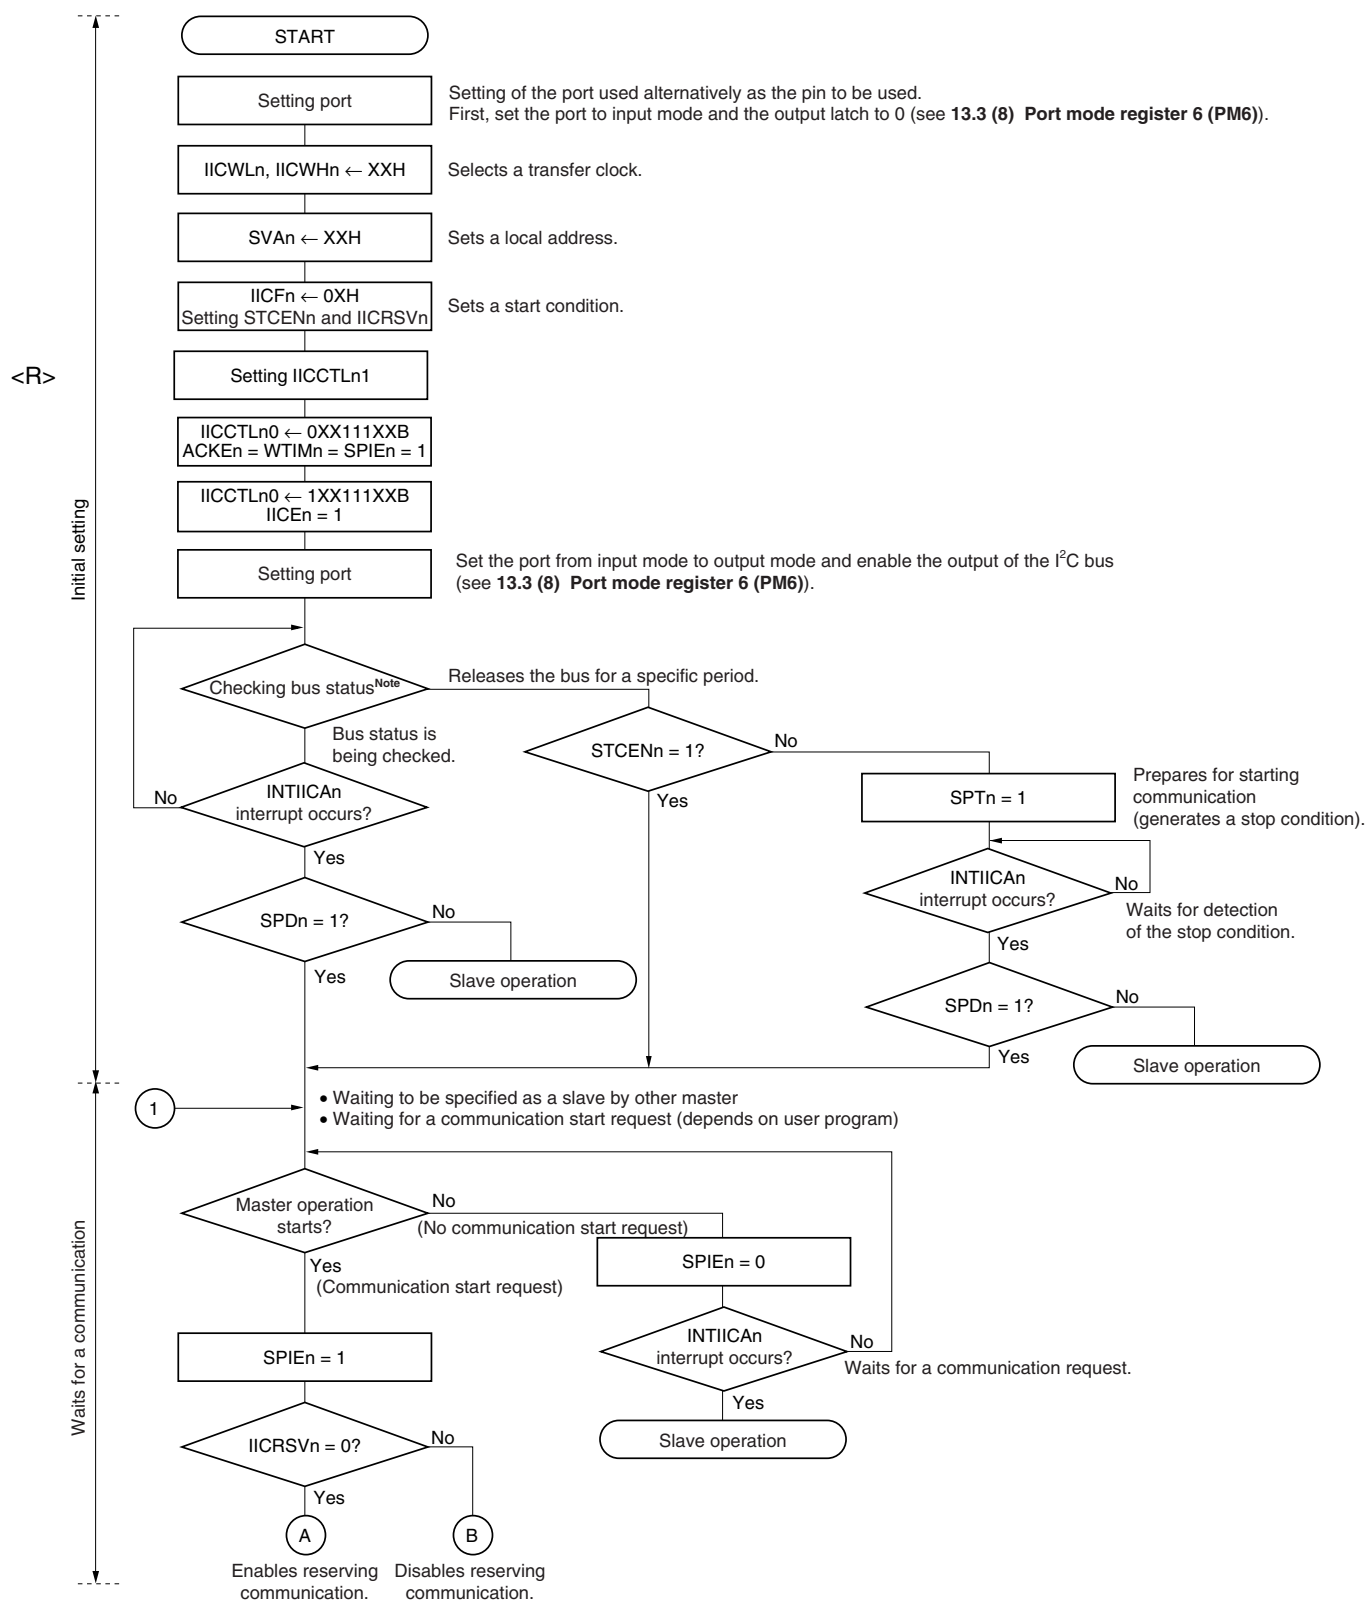 START
Setting port
Setting of the port used alternatively as the pin to be used.
First, set the port to input mode and the output latch to 0 (see 13.3 (8) Port mode register 6 (PM6)).
IICWLn, IICWHn ← XXH
Selects a transfer clock.
SVAn ← XXH
Sets a local address.
IICFn ← 0XH
Setting STCENn and IICRSVn
Sets a start condition.
<R>
Setting IICCTLn1
IICCTLn0 ← 0XX111XXB
ACKEn = WTIMn = SPIEn = 1
IICCTLn0 ← 1XX111XXB
IICEn = 1
Initial setting
Setting port
Set the port from input mode to output mode and enable the output of the I²C bus
(see 13.3 (8) Port mode register 6 (PM6)).
Checking bus statusNote
Releases the bus for a specific period.
Bus status is
being checked.
STCENn = 1?
No
Yes
SPTn = 1
Prepares for starting
communication
(generates a stop condition).
No
INTIICAn
interrupt occurs?
Yes
INTIICAn
interrupt occurs?
No
Waits for detection
of the stop condition.
Yes
SPDn = 1?
No
Yes
Slave operation
SPDn = 1?
No
Yes
Slave operation
1
• Waiting to be specified as a slave by other master
• Waiting for a communication start request (depends on user program)
Waits for a communication
Master operation
starts?
No
(No communication start request)
Yes
(Communication start request)
SPIEn = 0
SPIEn = 1
INTIICAn
interrupt occurs?
No
Waits for a communication request.
Yes
Slave operation
IICRSVn = 0?
No
Yes
A
B
Enables reserving
communication.
Disables reserving
communication.